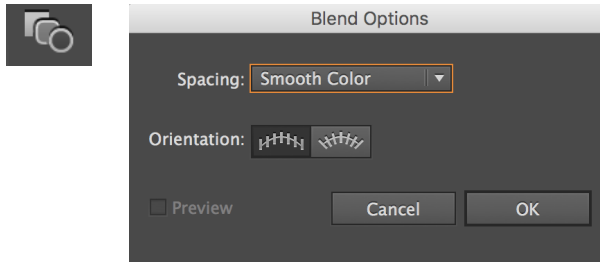 Blend Options
Spacing: Smooth Color
Orientation:
Preview Cancel OK